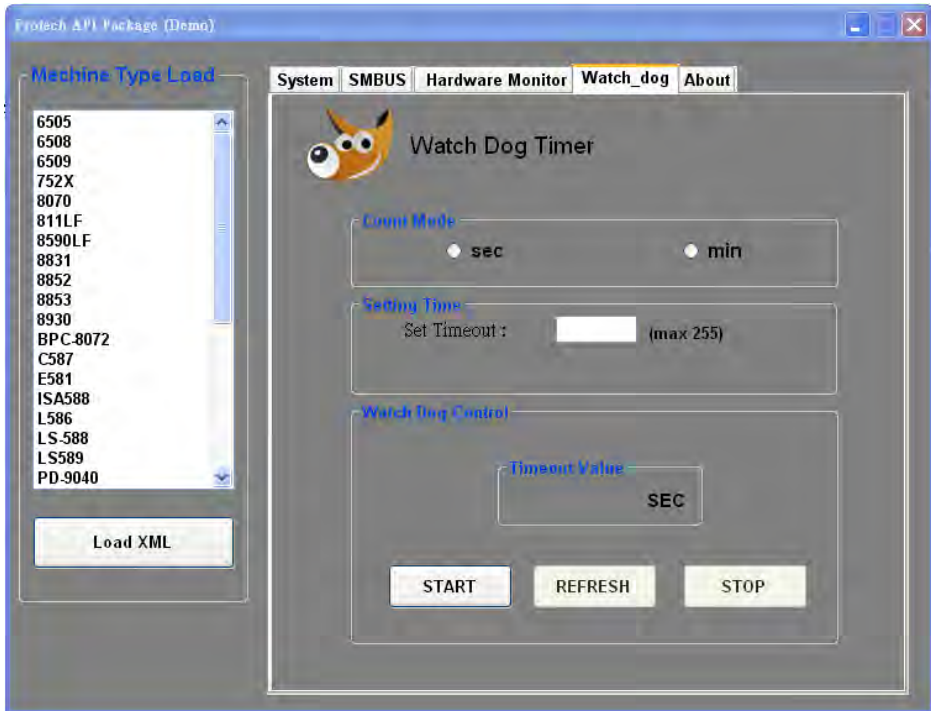 Protech API Package (Demo)
Mechine Type Load
6505
6508
6509
752X
8070
811LF
8590LF
8831
8852
8853
8930
BPC-8072
C587
E581
ISA588
L586
LS-588
LS589
PD-9040
Load XML
System SMBUS Hardware Monitor Watch_dog About
Watch Dog Timer
Count Mode
sec min
Setting Time
Set Timeout : (max 255)
Watch Dog Control
Timeout Value
SEC
START REFRESH STOP